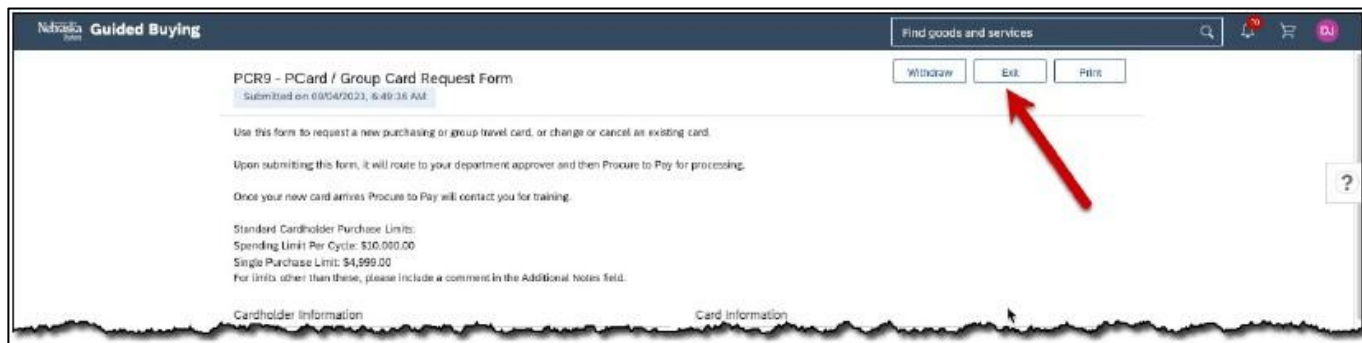 Nebraska Guided Buying
Find goods and services
DJ
PCR9 - PCard / Group Card Request Form
Withdraw Exit Print
Submitted on
Use this form to request a new purchasing or group travel card, or change or cancel an existing card.
Upon submitting this form, it will route to your department approver and then Procure to Pay for processing.
?
Once your new card arrives Procure to Pay will contact you for training.
Standard Cardholder Purchase Limits:
Spending Limit Per Cycle: $10,000.00
Single Purchase Limit: $4,999.00
For limits other than these, please include a comment in the Additional Notes field.
Cardholder Information Card Information